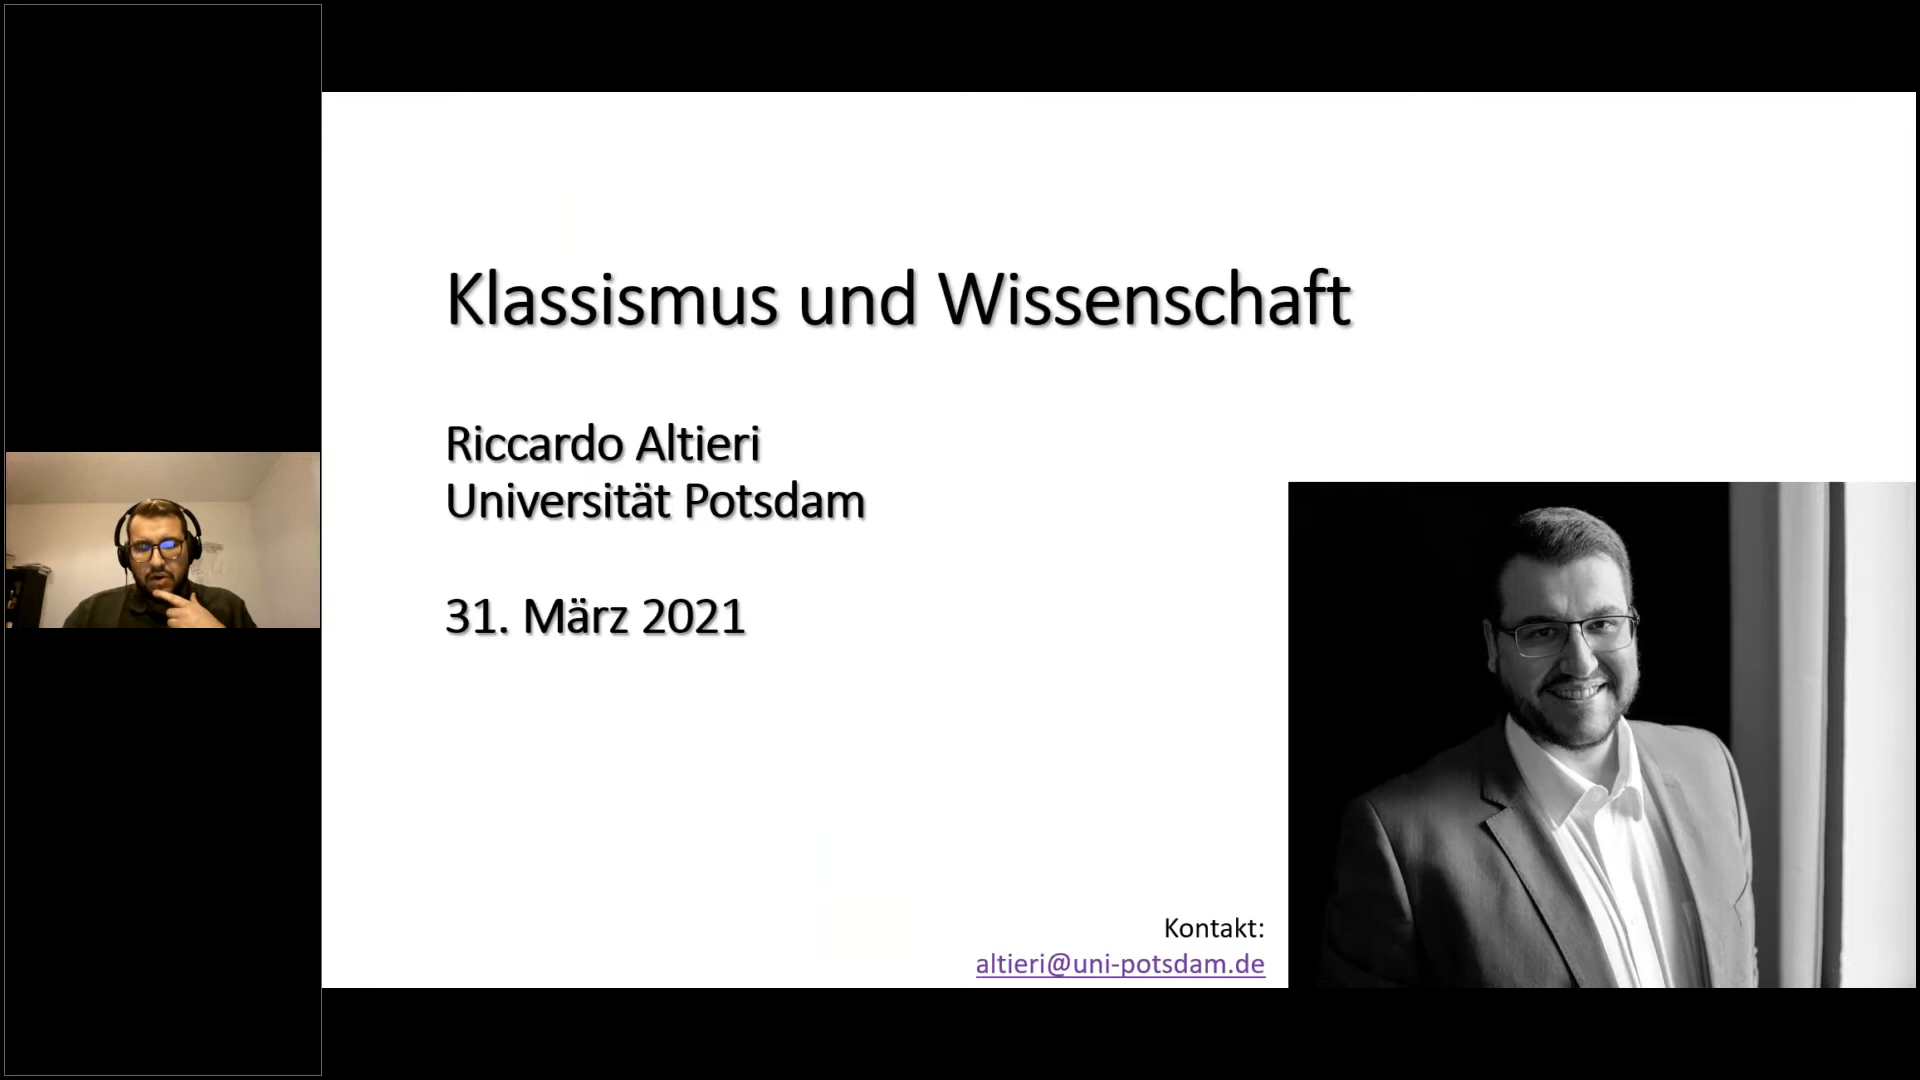 Klassismus und Wissenschaft
Riccardo Altieri
Universität Potsdam
31. März 2021
Kontakt:
altieri@uni-potsdam.de